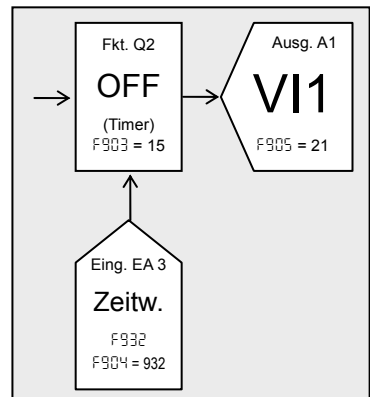 Fkt. Q2
OFF
(Timer)
F903 = 15
Ausg. A1
VI1
F905 = 21
Eing. EA 3
Zeitw.
F932
F904 = 932